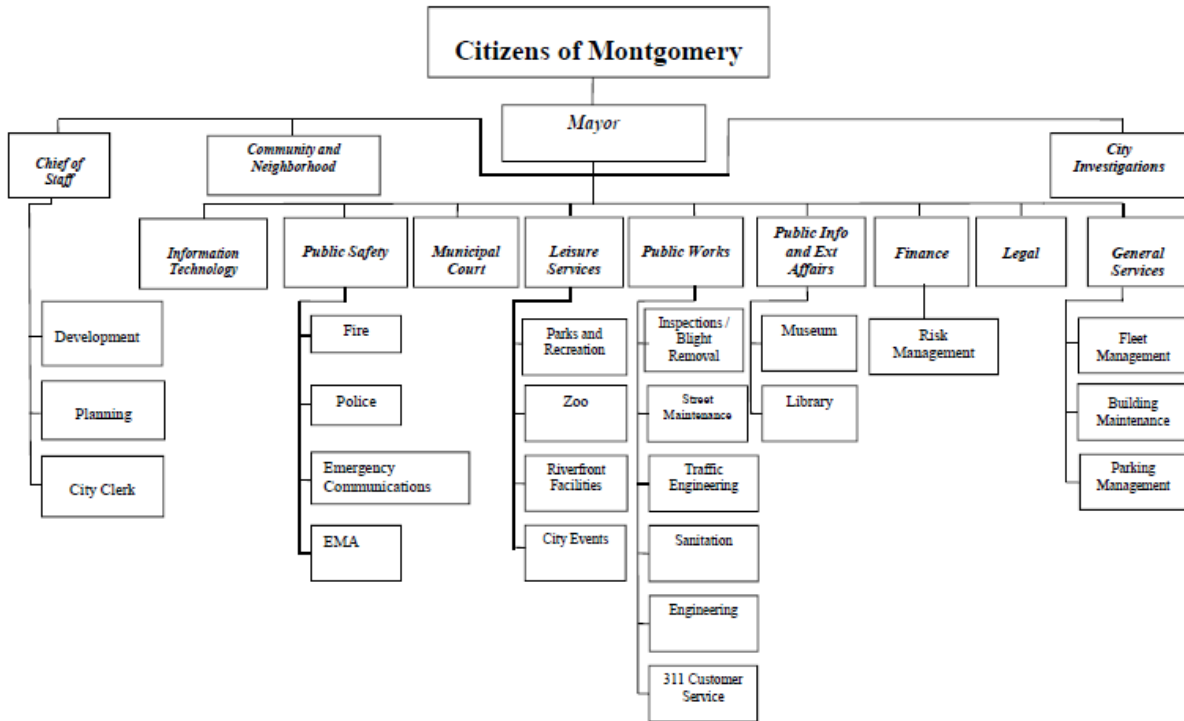 Citizens of Montgomery
Mayor
Chief of
Staff
Community and
Neighborhood
City
Investigations
Information
Technology
Public Safety
Municipal
Court
Leisure
Services
Public Works
Public Info
and Ext
Affairs
Finance
Legal
General
Services
Development
Planning
City Clerk
Fire
Police
Emergency
Communications
EMA
Parks and
Recreation
Zoo
Riverfront
Facilities
City Events
Inspections /
Blight
Removal
Street
Maintenance
Traffic
Engineering
Sanitation
Engineering
311 Customer
Service
Museum
Library
Risk
Management
Fleet
Management
Building
Maintenance
Parking
Management